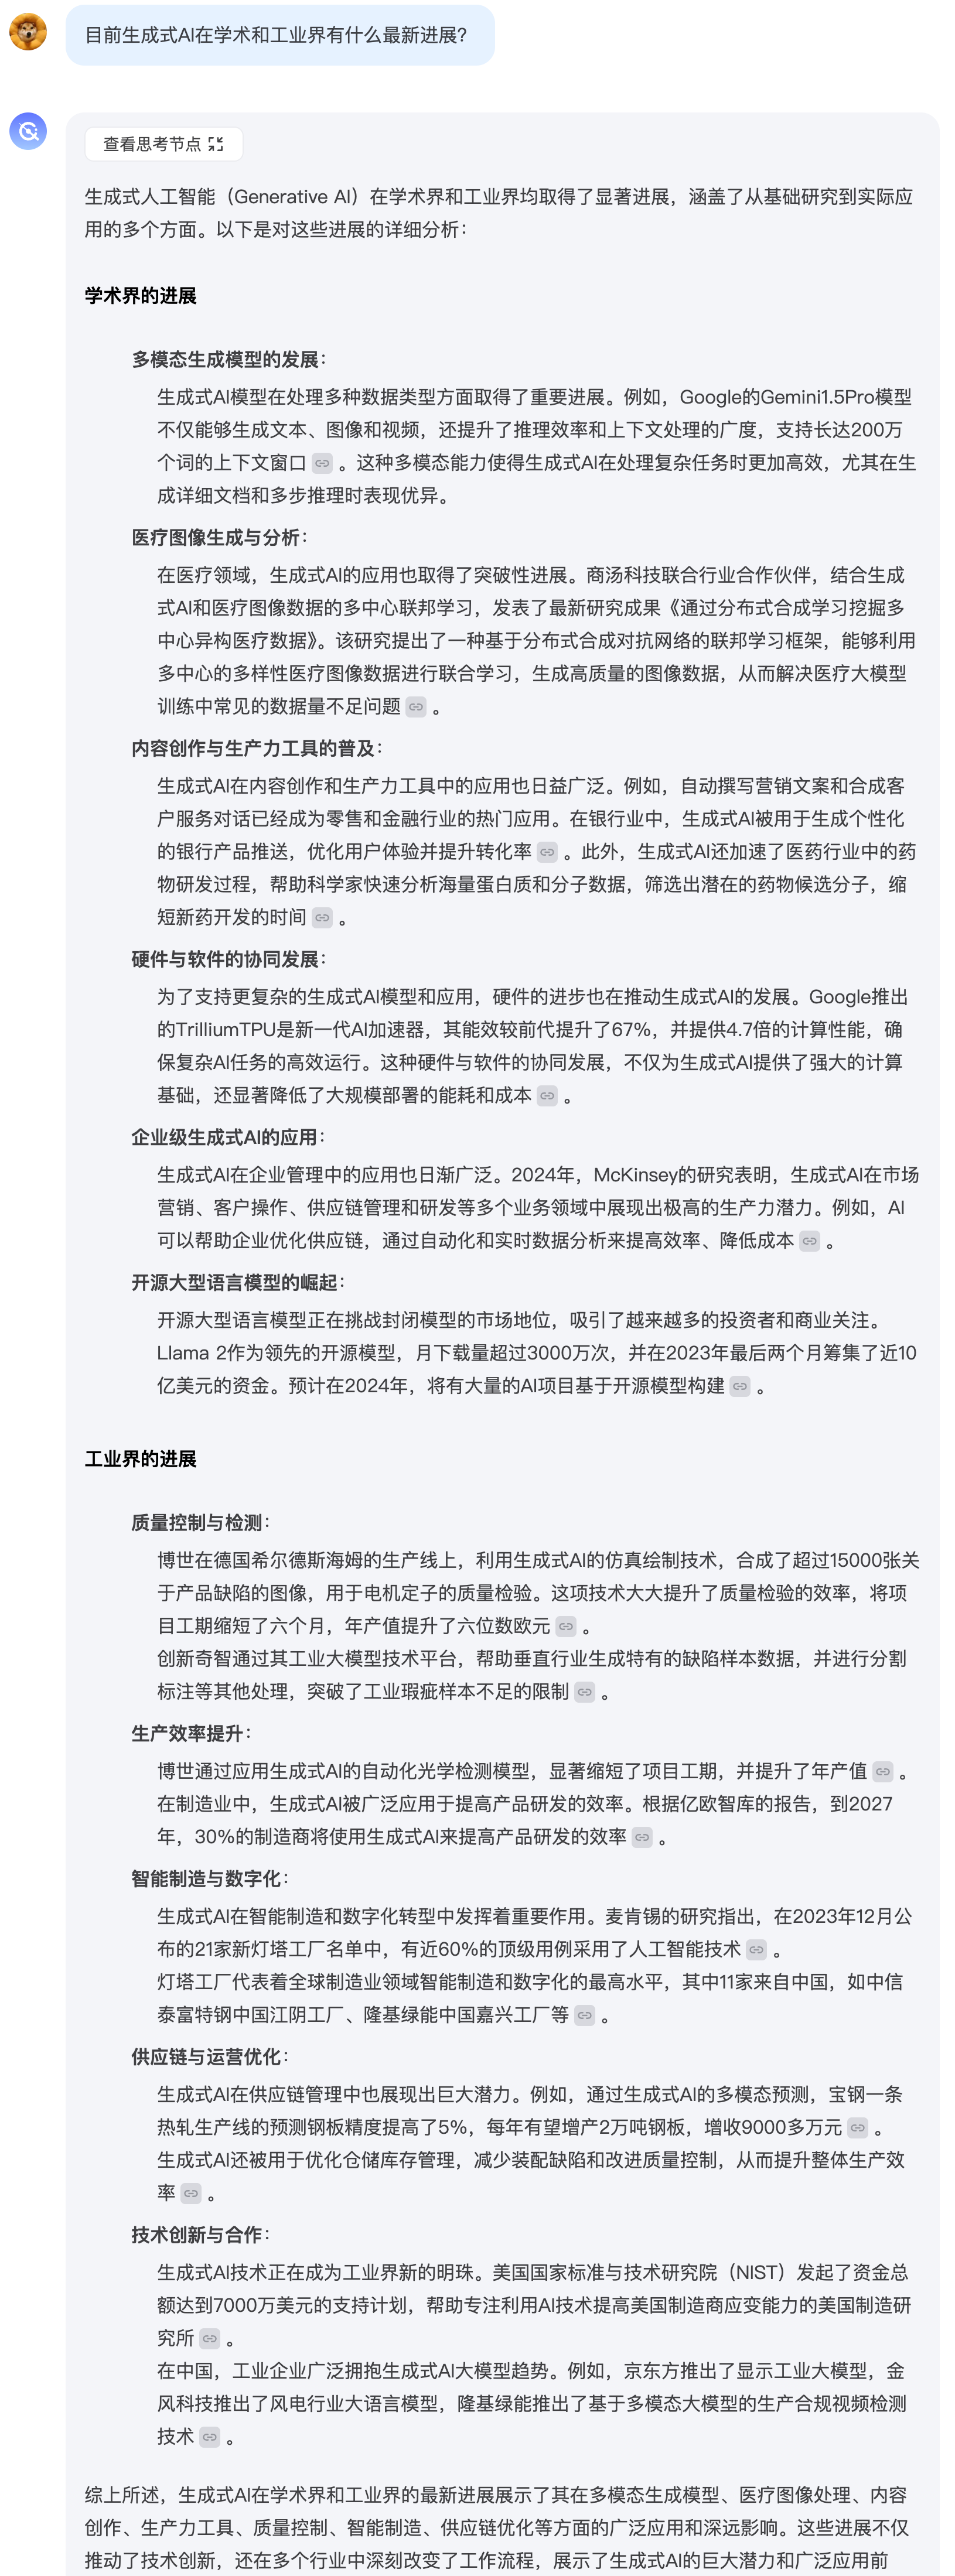 目前生成式AI在学术和工业界有什么最新进展?
查看思考节点
生成式人工智能（Generative AI）在学术界和工业界均取得了显著进展，涵盖了从基础研究到实际应
用的多个方面。以下是对这些进展的详细分析：
学术界的进展
多模态生成模型的发展：
生成式AI模型在处理多种数据类型方面取得了重要进展。例如，Google的Gemini1.5Pro模型
不仅能够生成文本、图像和视频，还提升了推理效率和上下文处理的广度，支持长达200万
个词的上下文窗口 。这种多模态能力使得生成式AI在处理复杂任务时更加高效，尤其在生
成详细文档和多步推理时表现优异。
医疗图像生成与分析：
在医疗领域，生成式AI的应用也取得了突破性进展。商汤科技联合行业合作伙伴，结合生成
式AI和医疗图像数据的多中心联邦学习，发表了最新研究成果《通过分布式合成学习挖掘多
中心异构医疗数据》。该研究提出了一种基于分布式合成对抗网络的联邦学习框架，能够利用
多中心的多样性医疗图像数据进行联合学习，生成高质量的图像数据，从而解决医疗大模型
训练中常见的数据量不足问题 。
内容创作与生产力工具的普及：
生成式AI在内容创作和生产力工具中的应用也日益广泛。例如，自动撰写营销文案和合成客
户服务对话已经成为零售和金融行业的热门应用。在银行业中，生成式AI被用于生成个性化
的银行产品推送，优化用户体验并提升转化率 。此外，生成式AI还加速了医药行业中的药
物研发过程，帮助科学家快速分析海量蛋白质和分子数据，筛选出潜在的药物候选分子，缩
短新药开发的时间 。
硬件与软件的协同发展：
为了支持更复杂的生成式AI模型和应用，硬件的进步也在推动生成式AI的发展。Google推出
的TrilliumTPU是新一代AI加速器，其能效较前代提升了67%，并提供4.7倍的计算性能，确
保复杂AI任务的高效运行。这种硬件与软件的协同发展，不仅为生成式AI提供了强大的计算
基础，还显著降低了大规模部署的能耗和成本 。
企业级生成式AI的应用：
生成式AI在企业管理中的应用也日渐广泛。2024年，McKinsey的研究表明，生成式AI在市场
营销、客户操作、供应链管理和研发等多个业务领域中展现出极高的生产力潜力。例如，AI
可以帮助企业优化供应链，通过自动化和实时数据分析来提高效率、降低成本 。
开源大型语言模型的崛起：
开源大型语言模型正在挑战封闭模型的市场地位，吸引了越来越多的投资者和商业关注。
Llama 2作为领先的开源模型，月下载量超过3000万次，并在2023年最后两个月筹集了近10
亿美元的资金。预计在2024年，将有大量的AI项目基于开源模型构建 。
工业界的进展
质量控制与检测：
博世在德国希尔德斯海姆的生产线上，利用生成式AI的仿真绘制技术，合成了超过15000张关
于产品缺陷的图像，用于电机定子的质量检验。这项技术大大提升了质量检验的效率，将项
目工期缩短了六个月，年产值提升了六位数欧元 。
创新奇智通过其工业大模型技术平台，帮助垂直行业生成特有的缺陷样本数据，并进行分割
标注等其他处理，突破了工业瑕疵样本不足的限制 。
生产效率提升：
博世通过应用生成式AI的自动化光学检测模型，显著缩短了项目工期，并提升了年产值 。
在制造业中，生成式AI被广泛应用于提高产品研发的效率。根据亿欧智库的报告，到2027
年，30%的制造商将使用生成式AI来提高产品研发的效率 。
智能制造与数字化：
生成式AI在智能制造和数字化转型中发挥着重要作用。麦肯锡的研究指出，在2023年12月公
布的21家新灯塔工厂名单中，有近60%的顶级用例采用了人工智能技术 。
灯塔工厂代表着全球制造业领域智能制造和数字化的最高水平，其中11家来自中国，如中信
泰富特钢中国江阴工厂、隆基绿能中国嘉兴工厂等 。
供应链与运营优化：
生成式AI在供应链管理中也展现出巨大潜力。例如，通过生成式AI的多模态预测，宝钢一条
热轧生产线的预测钢板精度提高了5%，每年有望增产2万吨钢板，增收9000多万元 。
生成式AI还被用于优化仓储库存管理，减少装配缺陷和改进质量控制，从而提升整体生产效
率 。
技术创新与合作：
生成式AI技术正在成为工业界新的明珠。美国国家标准与技术研究院（NIST）发起了资金总
额达到7000万美元的支持计划，帮助专注利用AI技术提高美国制造商应变能力的美国制造研
究所 。
在中国，工业企业广泛拥抱生成式AI大模型趋势。例如，京东方推出了显示工业大模型，金
风科技推出了风电行业大语言模型，隆基绿能推出了基于多模态大模型的生产合规视频检测
技术 。
综上所述，生成式AI在学术界和工业界的最新进展展示了其在多模态生成模型、医疗图像处理、内容
创作、生产力工具、质量控制、智能制造、供应链优化等方面的广泛应用和深远影响。这些进展不仅
推动了技术创新，还在多个行业中深刻改变了工作流程，展示了生成式AI的巨大潜力和广泛应用前